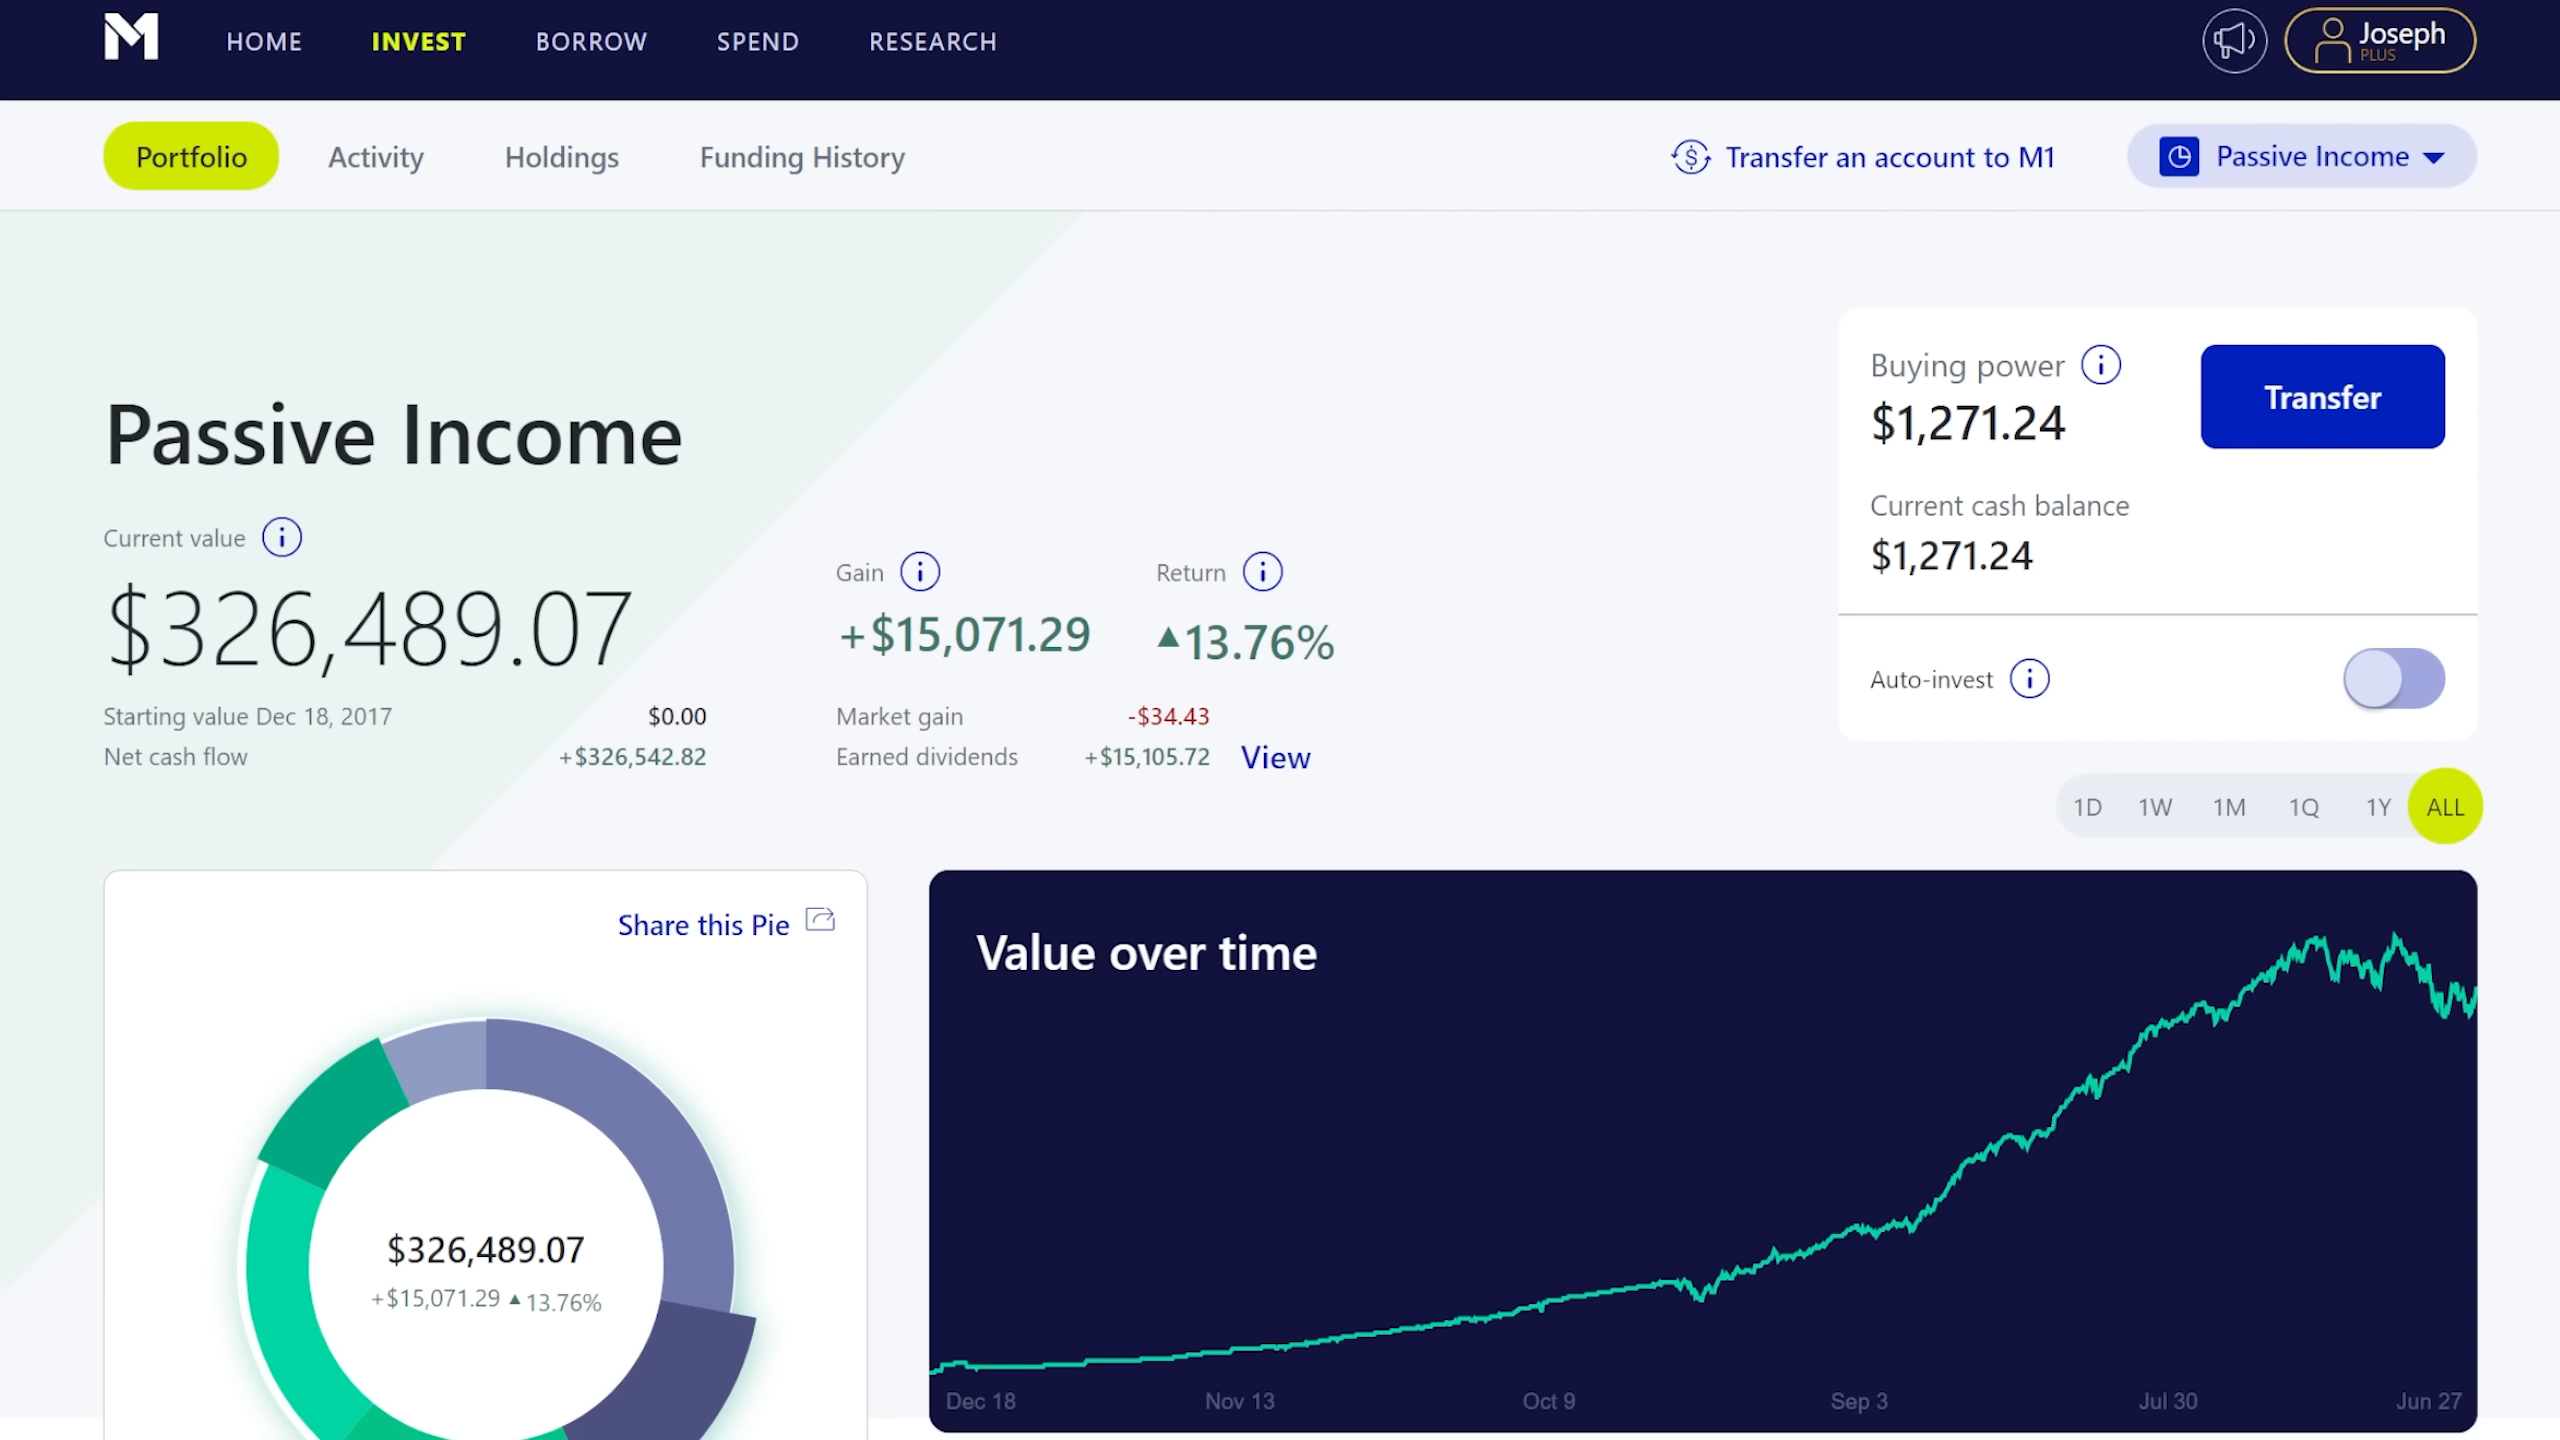 M HOME INVEST BORROW SPEND RESEARCH Joseph
PLUS
Portfolio Activity Holdings Funding History Transfer an account to M1 Passive Income
Passive Income
Current value
$326,489.07
Starting value Dec 18, 2017 $0.00
Net cash flow +$326,542.82
Gain
+$15,071.29
Return
13.76%
Market gain -$34.43
Earned dividends +$15,105.72 View
Buying power
$1,271.24
Transfer
Current cash balance
$1,271.24
Auto-invest
1D 1W 1M 1Q 1Y ALL
Share this Pie
$326,489.07
+$15,071.29 ▲ 13.76%
Value over time
Dec 18 Nov 13 Oct 9 Sep 3 Jul 30 Jun 27